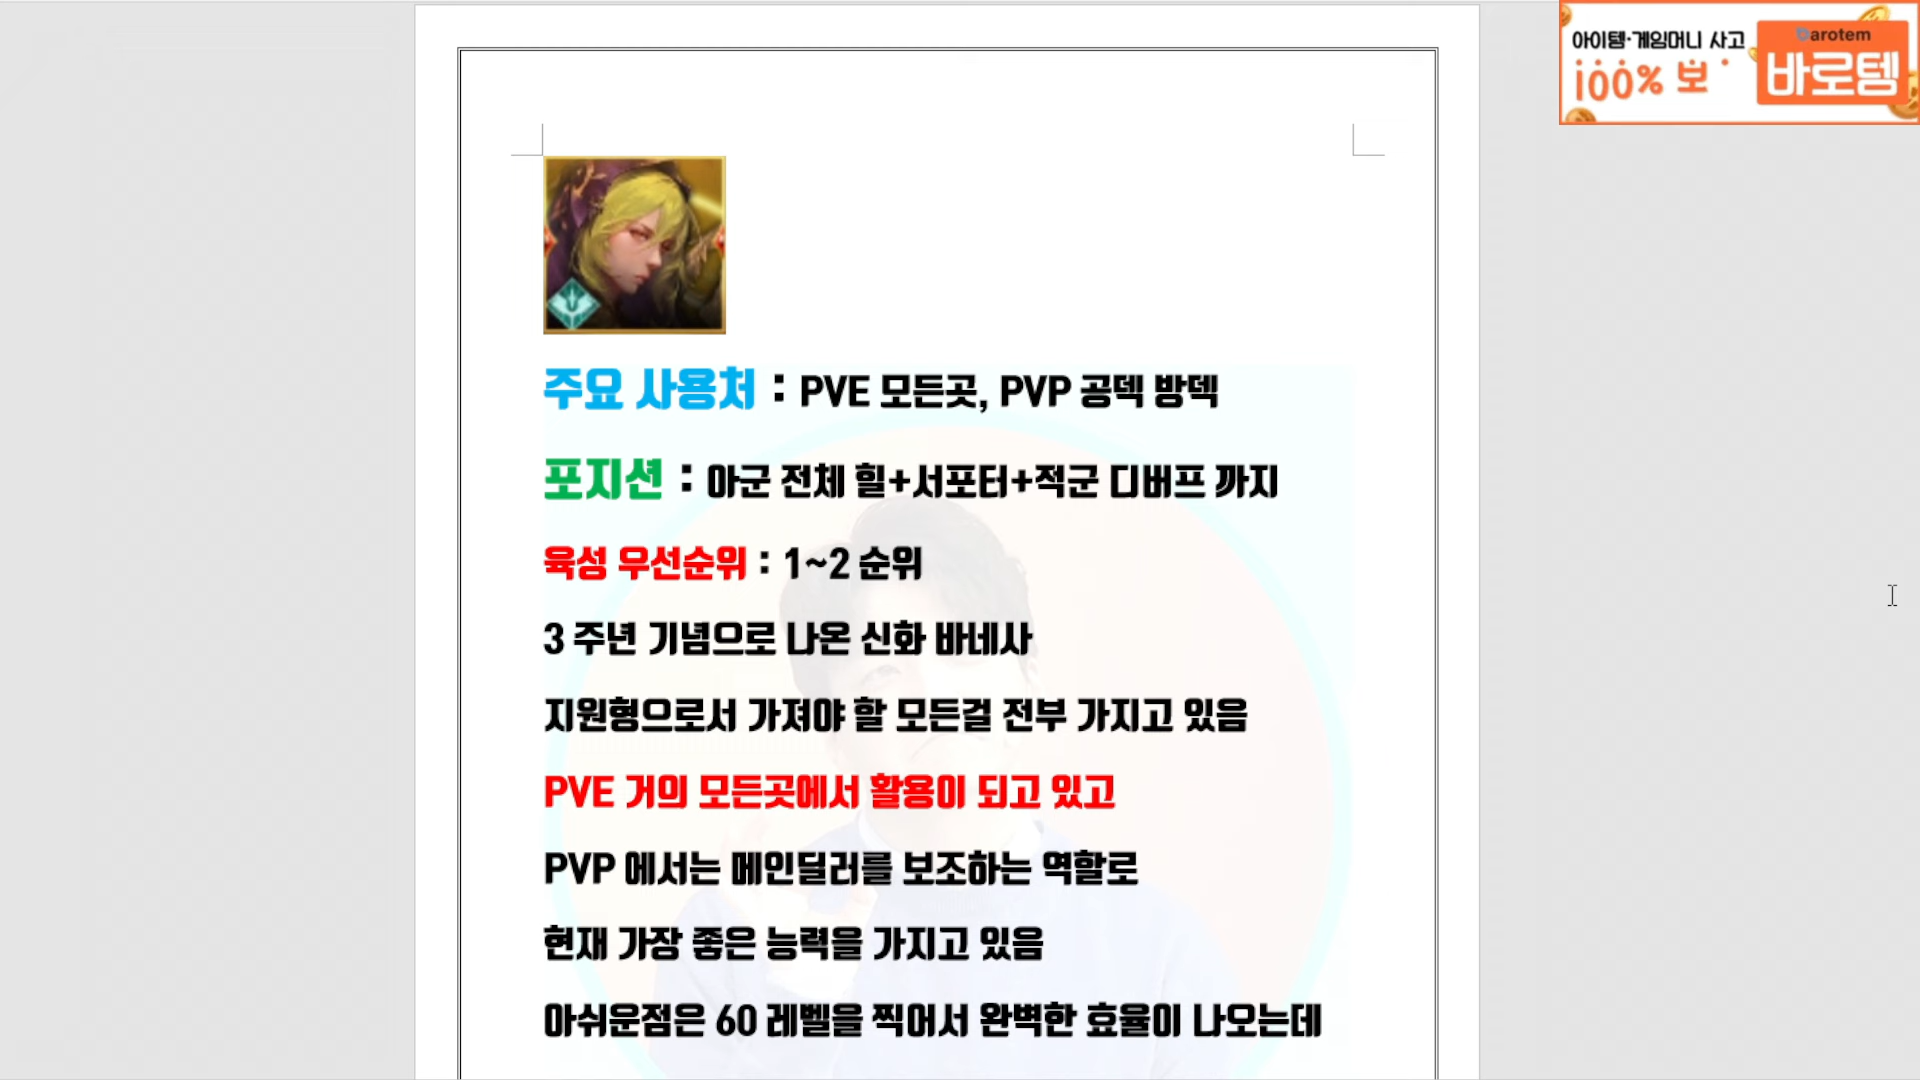 아이템·게임머니 사고
100% 보
Barotem
바로템
주요 사용처 : PVE 모든곳, PVP 공덱 방덱
포지션 : 아군 전체 힐+서포터+적군 디버프 까지
육성 우선순위 : 1~2 순위
3 주년 기념으로 나온 신화 바네사
지원형으로서 가져야 할 모든걸 전부 가지고 있음
PVE 거의 모든곳에서 활용이 되고 있고
PVP 에서는 메인딜러를 보조하는 역할로
현재 가장 좋은 능력을 가지고 있음
아쉬운점은 60 레벨을 찍어서 완벽한 효율이 나오는데